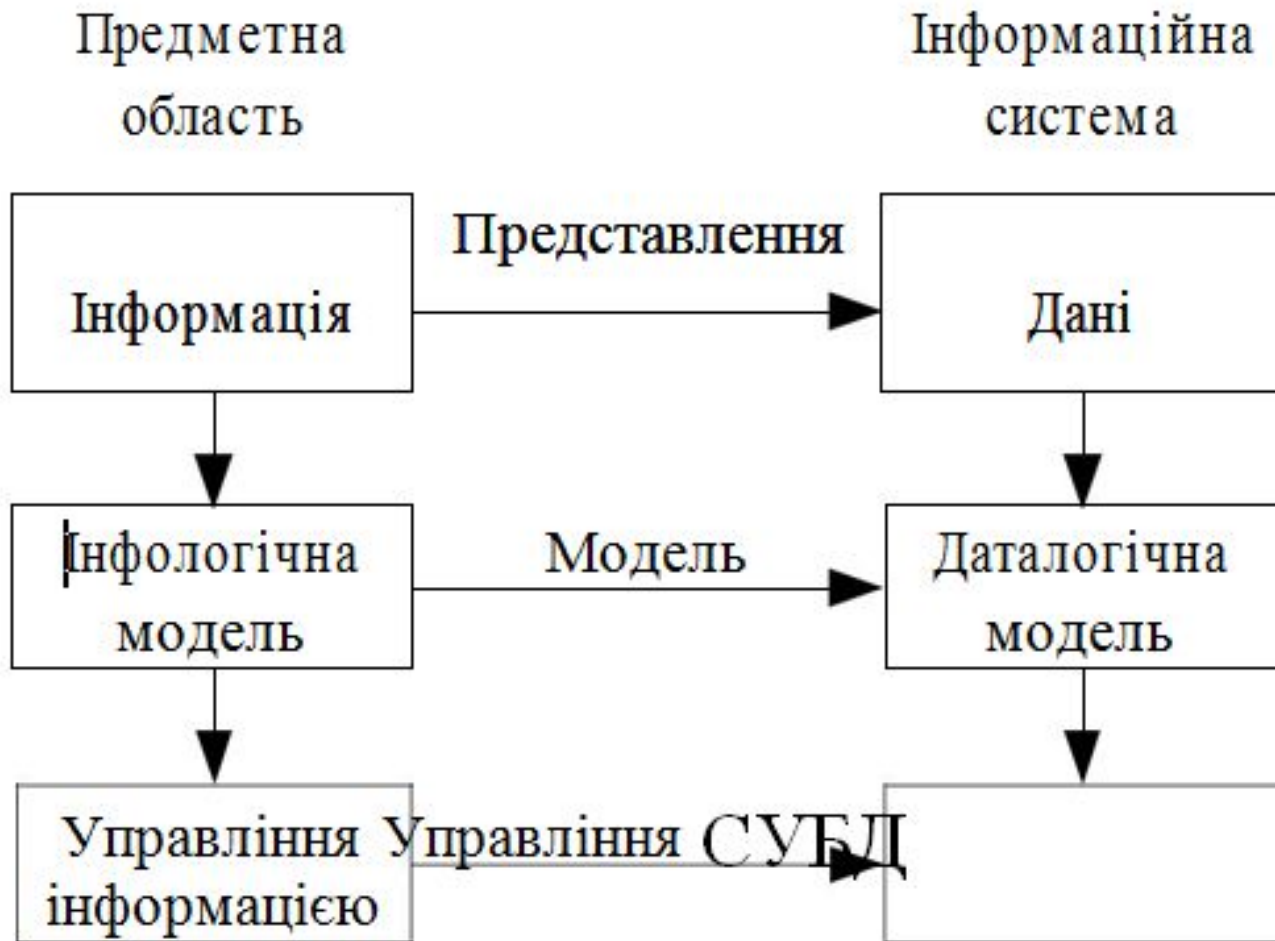 Предметна
область
Інформаційна
система
Представлення
Інформація
Дані
Інфологічна
модель
Модель
Даталогічна
модель
Управління
інформацією
Управління СУБД